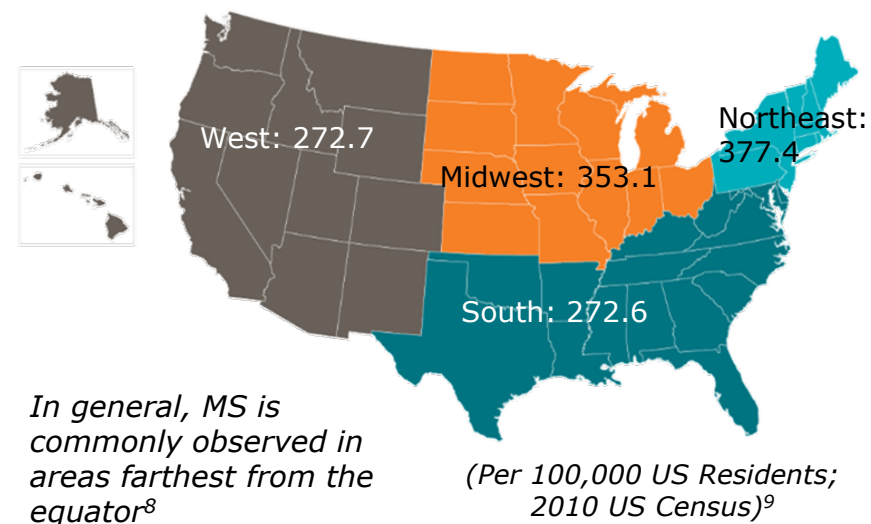 West: 272.7
Midwest: 353.1
Northeast:
377.4
South: 272.6
In general, MS is
commonly observed in
areas farthest from the
equator⁸
(Per 100,000 US Residents;
2010 US Census)⁹